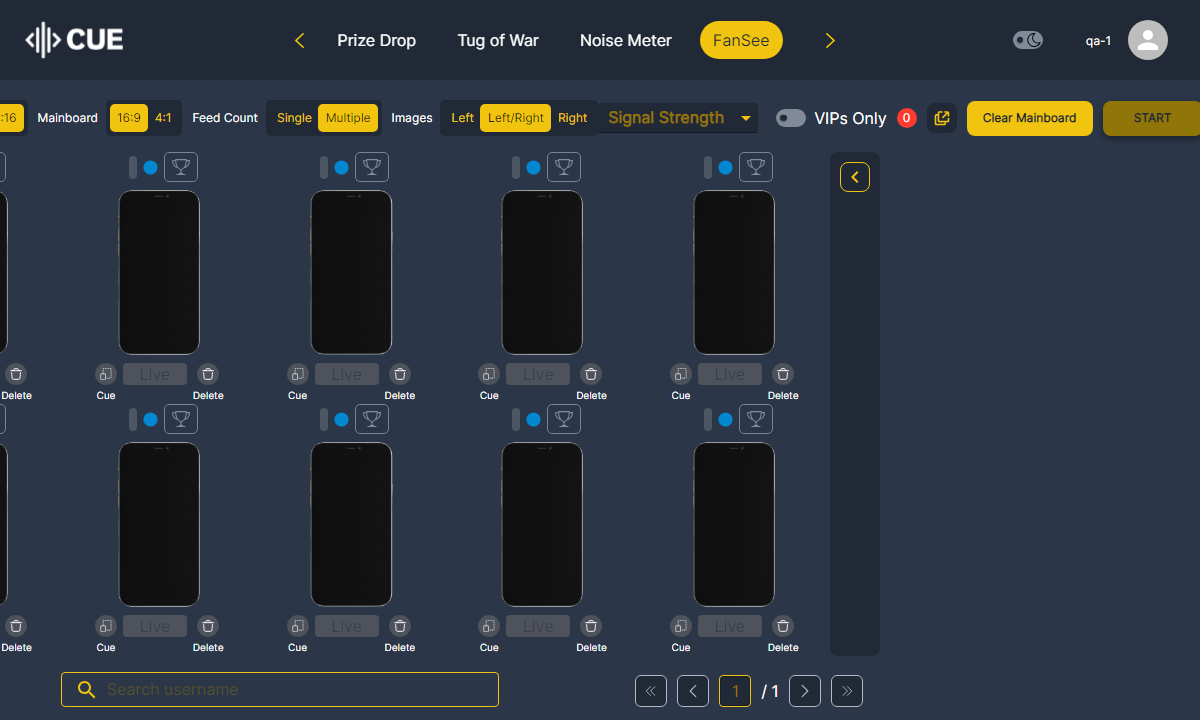 CUE
Prize Drop Tug of War Noise Meter FanSee
qa-1
:16 Mainboard 16:9 4:1 Feed Count Single Multiple Images Left Left/Right Right Signal Strength VIPs Only 0 Clear Mainboard START
Live Live Live Live
Delete Cue Delete Cue Delete Cue Delete Cue Delete
Live Live Live Live
Delete Cue Delete Cue Delete Cue Delete Cue Delete
Search username
1 / 1